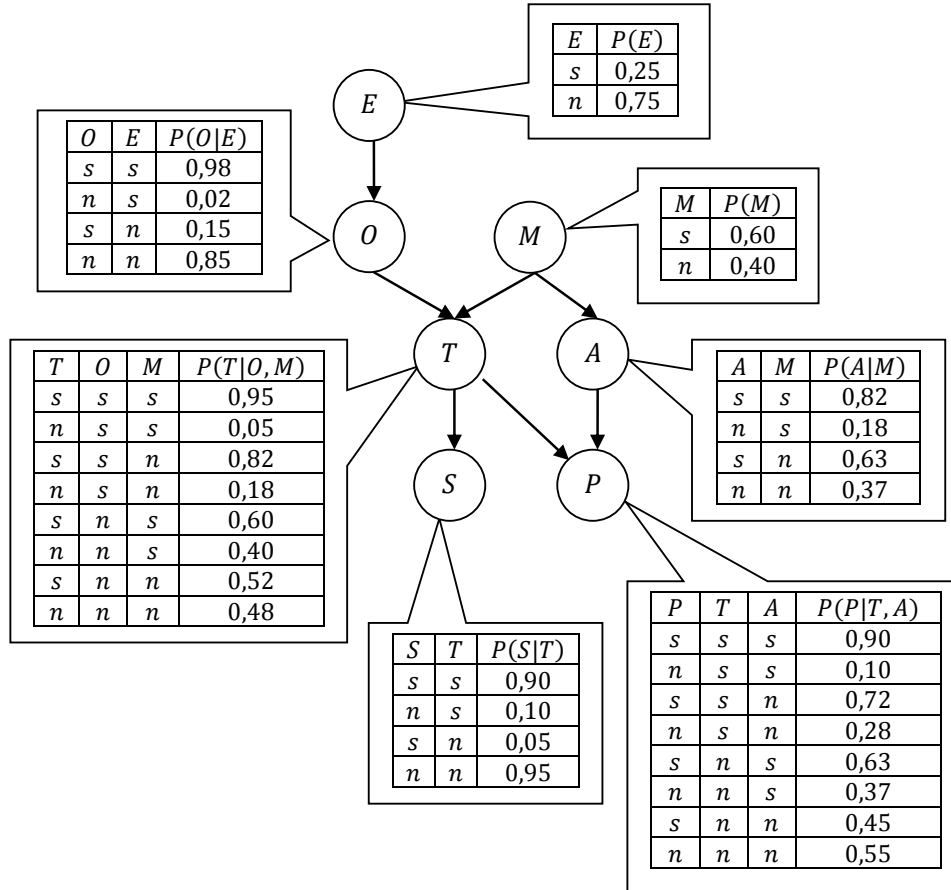 E P(E)
s 0,25
n 0,75
E
O E P(O|E)
s s 0,98
n s 0,02
s n 0,15
n n 0,85
O
M
M P(M)
s 0,60
n 0,40
T O M P(T|O, M)
s s s 0,95
n s s 0,05
s s n 0,82
n s n 0,18
s n s 0,60
n n s 0,40
s n n 0,52
n n n 0,48
T
A
A M P(A|M)
s s 0,82
n s 0,18
s n 0,63
n n 0,37
S
P
S T P(S|T)
s s 0,90
n s 0,10
s n 0,05
n n 0,95
P T A P(P|T, A)
s s s 0,90
n s s 0,10
s s n 0,72
n s n 0,28
s n s 0,63
n n s 0,37
s n n 0,45
n n n 0,55